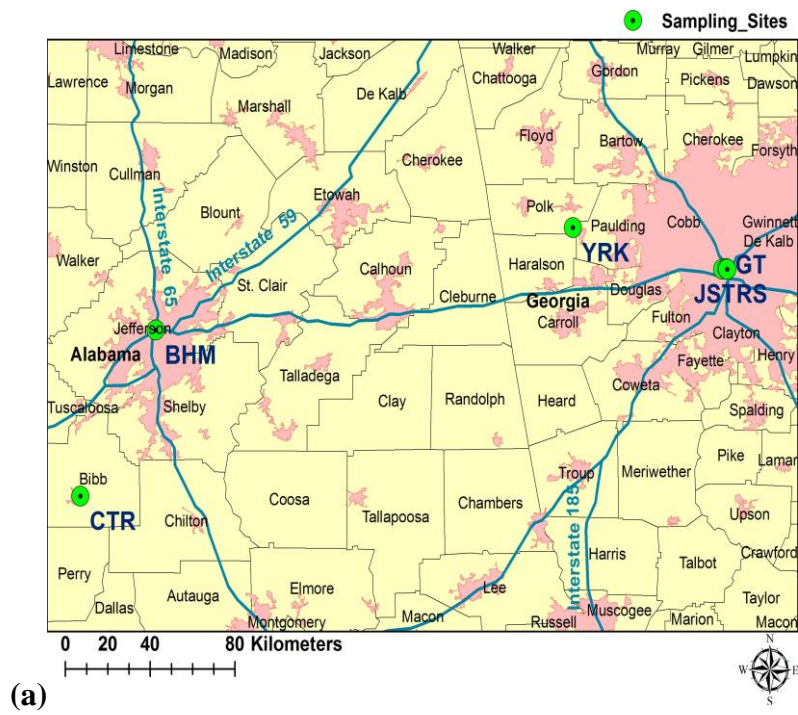 Sampling_Sites
Limestone
Madison
Jackson
Walker
Murray
Gilmer
Lumpkin
Lawrence
Morgan
De Kalb
Chattooga
Gordon
Pickens
Dawson
Marshall
Cullman
Cherokee
Floyd
Bartow
Cherokee
Forsyth
Winston
Blount
Etowah
Polk
Paulding
Cobb
Gwinnett
De Kalb
Interstate 65
Interstate 59
YRK
GT
JSTRS
Walker
St. Clair
Calhoun
Cleburne
Haralson
Georgia
Douglas
Carroll
Fulton
Jefferson
Alabama
BHM
Clayton
Henry
Fayette
Talladega
Coweta
Tuscaloosa
Shelby
Clay
Randolph
Heard
Spalding
Pike
Lamar
Bibb
CTR
Coosa
Tallapoosa
Chambers
Troup
Meriwether
Upson
Chilton
Interstate 185
Harris
Talbot
Crawford
Perry
Dallas
Autauga
Elmore
Lee
Taylor
Montgomery
Macon
Russell
Muscogee
Marion
Macon
0 20 40 80 Kilometers
N
W E
S
(a)